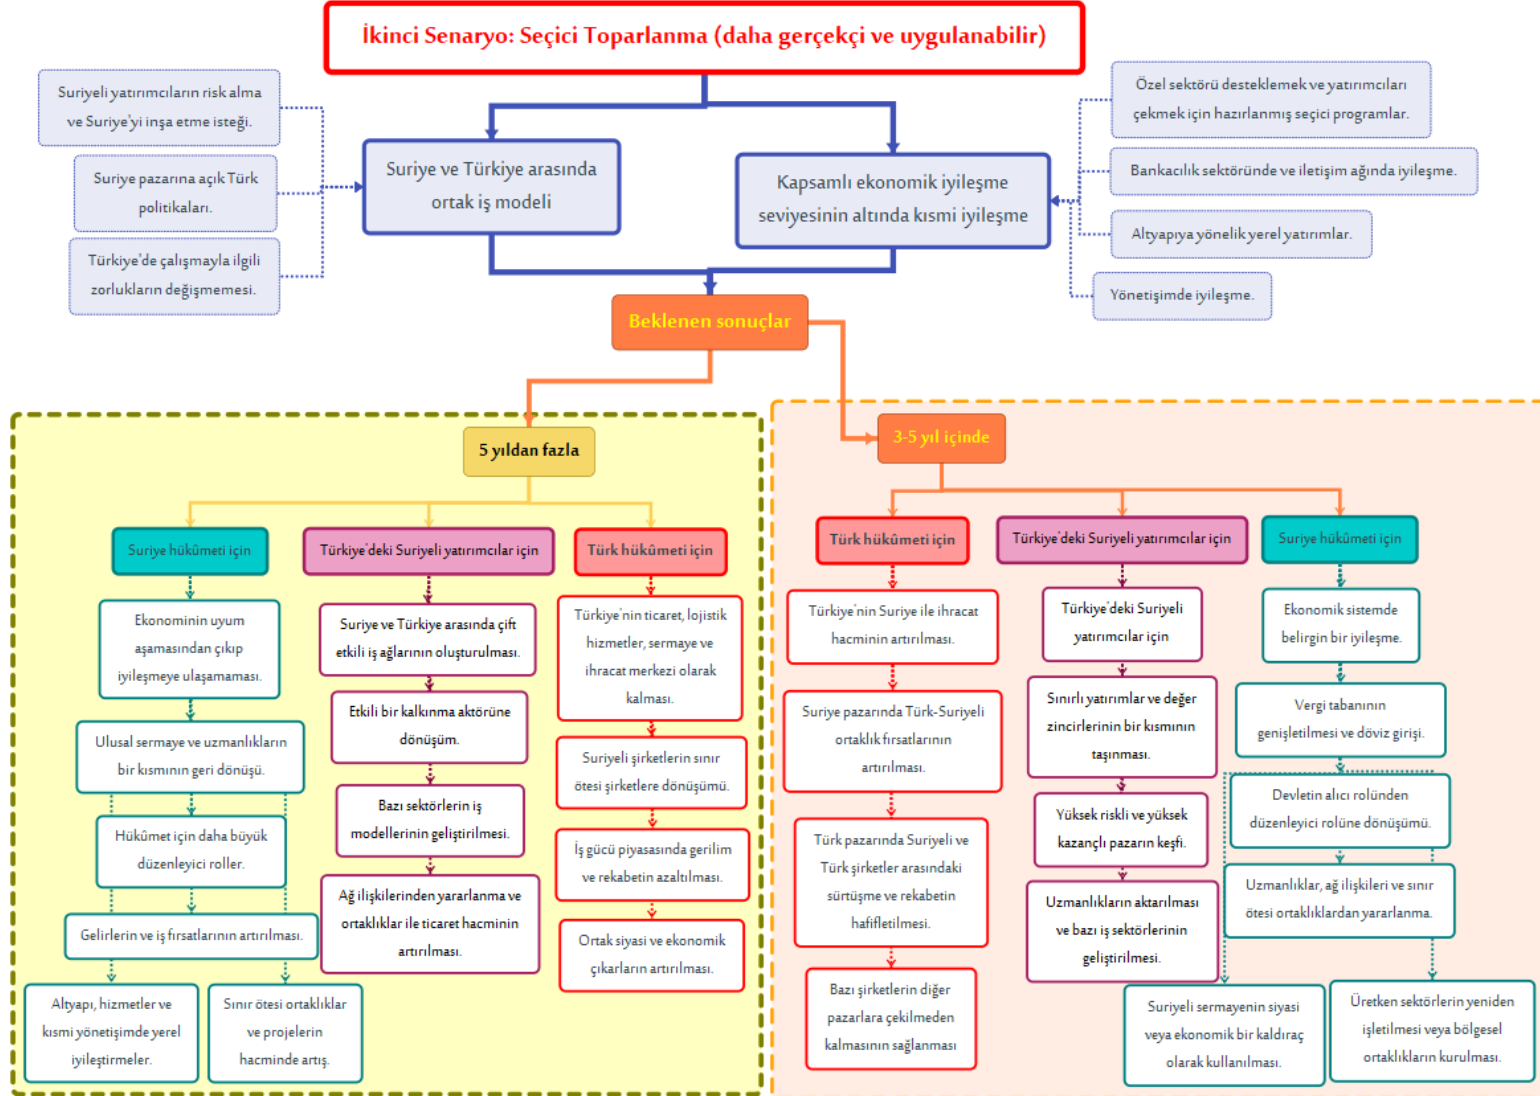 İkinci Senaryo: Seçici Toparlanma (daha gerçekçi ve uygulanabilir)
Suriyeli yatırımcıların risk alma
ve Suriye'yi inşa etme isteği.
Suriye pazarına açık Türk
politikaları.
Türkiye'de çalışmayla ilgili
zorlukların değişmemesi.
Suriye ve Türkiye arasında
ortak iş modeli
Kapsamlı ekonomik iyileşme
seviyesinin altında kısmi iyileşme
Özel sektörü desteklemek ve yatırımcıları
çekmek için hazırlanmış seçici programlar.
Bankacılık sektöründe ve iletişim ağında iyileşme.
Altyapıya yönelik yerel yatırımlar.
Yönetişimde iyileşme.
Beklenen sonuçlar
5 yıldan fazla
Suriye hükûmeti için
Ekonominin uyum
aşamasından çıkıp
iyileşmeye ulaşamaması.
Ulusal sermaye ve uzmanlıkların
bir kısmının geri dönüşü.
Hükûmet için daha büyük
düzenleyici roller.
Gelirlerin ve iş fırsatlarının artırılması.
Altyapı, hizmetler ve
kısmi yönetişimde yerel
iyileştirmeler.
Sınır ötesi ortaklıklar
ve projelerin
hacminde artış.
Türkiye'deki Suriyeli yatırımcılar için
Suriye ve Türkiye arasında çift
etkili iş ağlarının oluşturulması.
Etkili bir kalkınma aktörüne
dönüşüm.
Bazı sektörlerin iş
modellerinin geliştirilmesi.
Ağ ilişkilerinden yararlanma ve
ortaklıklar ile ticaret hacminin
artırılması.
Türk hükûmeti için
Türkiye'nin ticaret, lojistik
hizmetler, sermaye ve
ihracat merkezi olarak
kalması.
Suriyeli şirketlerin sınır
ötesi şirketlere dönüşümü.
İş gücü piyasasında gerilim
ve rekabetin azaltılması.
Ortak siyasi ve ekonomik
çıkarların artırılması.
3-5 yıl içinde
Türk hükûmeti için
Türkiye'nin Suriye ile ihracat
hacminin artırılması.
Suriye pazarında Türk-Suriyeli
ortaklık fırsatlarının
artırılması.
Türk pazarında Suriyeli ve
Türk şirketler arasındaki
sürtüşme ve rekabetin
hafifletilmesi.
Bazı şirketlerin diğer
pazarlara çekilmeden
kalmasının sağlanması
Türkiye'deki Suriyeli yatırımcılar için
Türkiye'deki Suriyeli
yatırımcılar için
Sınırlı yatırımlar ve değer
zincirlerinin bir kısmının
taşınması.
Yüksek riskli ve yüksek
kazançlı pazarın keşfi.
Uzmanlıkların aktarılması
ve bazı iş sektörlerinin
geliştirilmesi.
Suriye hükûmeti için
Ekonomik sistemde
belirgin bir iyileşme.
Vergi tabanının
genişletilmesi ve döviz girişi.
Devletin alıcı rolünden
düzenleyici rolüne dönüşümü.
Uzmanlıklar, ağ ilişkileri ve sınır
ötesi ortaklıklardan yararlanma.
Suriyeli sermayenin siyasi
veya ekonomik bir kaldıraç
olarak kullanılması.
Üretken sektörlerin yeniden
işletilmesi veya bölgesel
ortaklıkların kurulması.